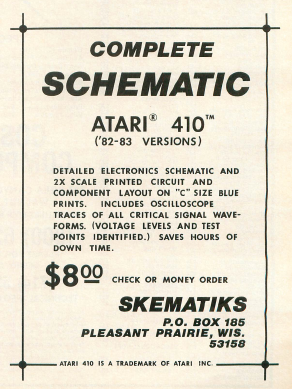 COMPLETE
SCHEMATIC
ATARI® 410™
('82-83 VERSIONS)
DETAILED ELECTRONICS SCHEMATIC AND
2X SCALE PRINTED CIRCUIT AND
COMPONENT LAYOUT ON "C" SIZE BLUE
PRINTS. INCLUDES OSCILLOSCOPE
TRACES OF ALL CRITICAL SIGNAL WAVE-
FORMS. (VOLTAGE LEVELS AND TEST
POINTS IDENTIFIED.) SAVES HOURS OF
DOWN TIME.
$8.00 CHECK OR MONEY ORDER
SKEMATIKS
P.O. BOX 185
PLEASANT PRAIRIE, WIS.
53158
ATARI 410 IS A TRADEMARK OF ATARI INC.